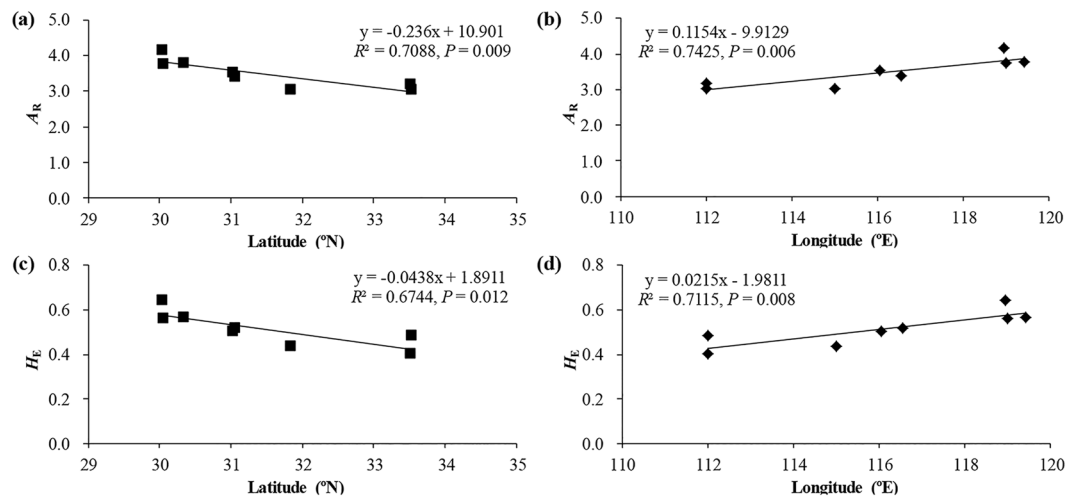 (a)
y = -0.236x + 10.901
R² = 0.7088, P = 0.009
5.0
4.0
3.0
2.0
1.0
0.0
A_R
29 30 31 32 33 34 35
Latitude (ºN)
(b)
y = 0.1154x - 9.9129
R² = 0.7425, P = 0.006
5.0
4.0
3.0
2.0
1.0
0.0
A_R
110 112 114 116 118 120
Longitude (ºE)
(c)
y = -0.0438x + 1.8911
R² = 0.6744, P = 0.012
0.8
0.6
0.4
0.2
0.0
H_E
29 30 31 32 33 34 35
Latitude (ºN)
(d)
y = 0.0215x - 1.9811
R² = 0.7115, P = 0.008
0.8
0.6
0.4
0.2
0.0
H_E
110 112 114 116 118 120
Longitude (ºE)